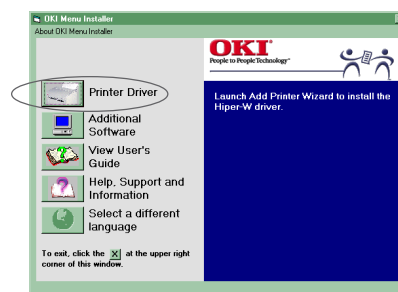 OKI Menu Installer
About OKI Menu Installer
OKI
People to People Technology
Printer Driver
Additional
Software
View User's
Guide
Help, Support and
Information
Select a different
language
To exit, click the X at the upper right
corner of this window.
Launch Add Printer Wizard to install the
Hiper-W driver.